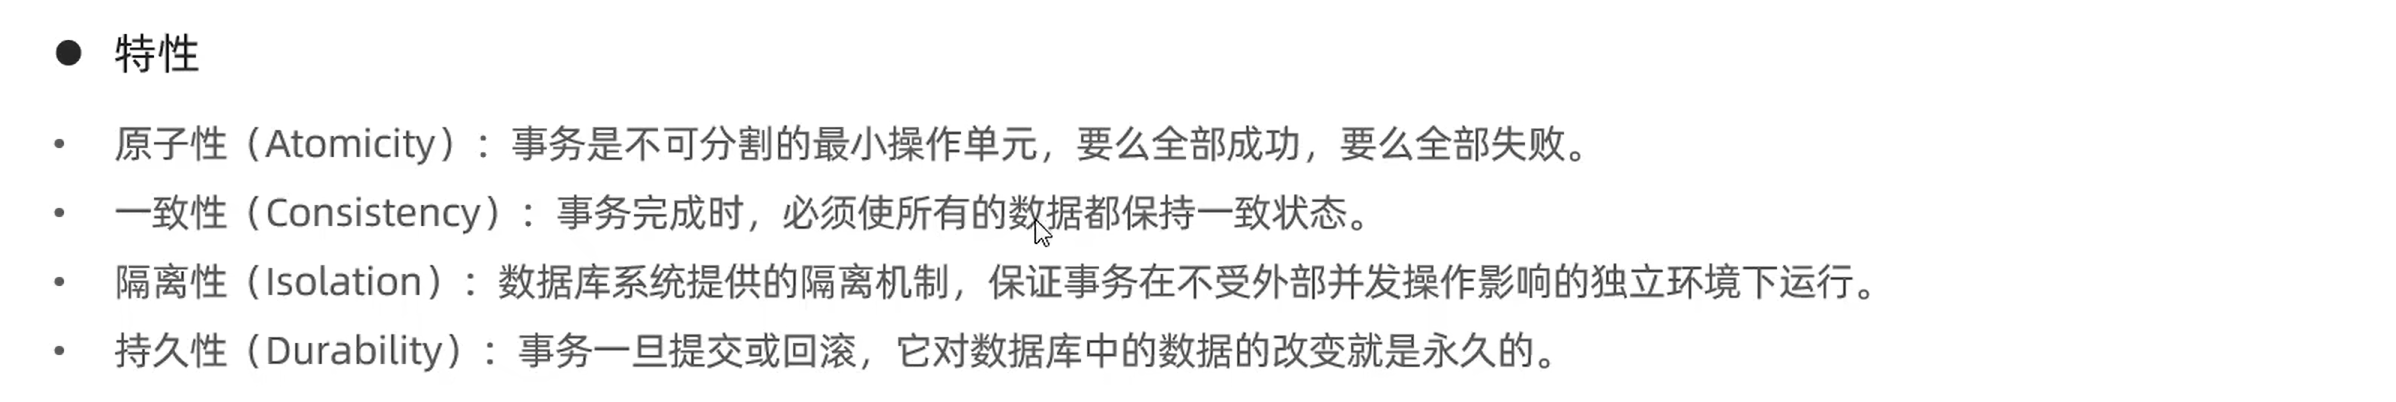 ● 特性
• 原子性（Atomicity）：事务是不可分割的最小操作单元，要么全部成功，要么全部失败。
• 一致性（Consistency）：事务完成时，必须使所有的数据都保持一致状态。
• 隔离性（Isolation）：数据库系统提供的隔离机制，保证事务在不受外部并发操作影响的独立环境下运行。
• 持久性（Durability）：事务一旦提交或回滚，它对数据库中的数据的改变就是永久的。